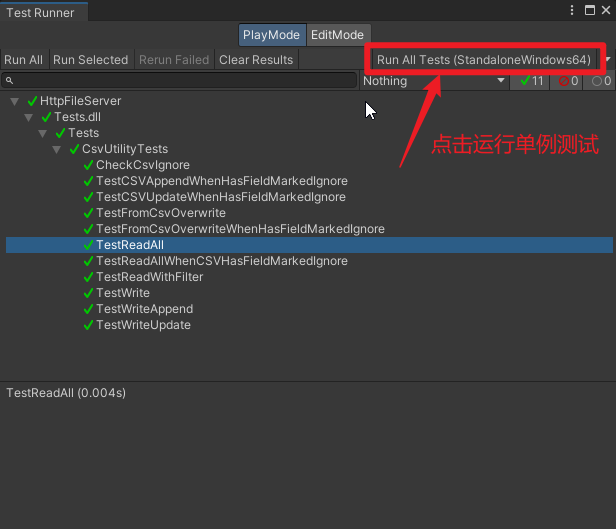 Test Runner
PlayMode EditMode
Run All Run Selected Rerun Failed Clear Results Run All Tests (StandaloneWindows64)
Nothing 11 0 0
HttpFileServer
Tests.dll
Tests
CsvUtilityTests
CheckCsvIgnore
TestCSVAppendWhenHasFieldMarkedIgnore
TestCSVUpdateWhenHasFieldMarkedIgnore
TestFromCsvOverwrite
TestFromCsvOverwriteWhenHasFieldMarkedIgnore
TestReadAll
TestReadAllWhenCSVHasFieldMarkedIgnore
TestReadWithFilter
TestWrite
TestWriteAppend
TestWriteUpdate
点击运行单例测试
TestReadAll (0.004s)